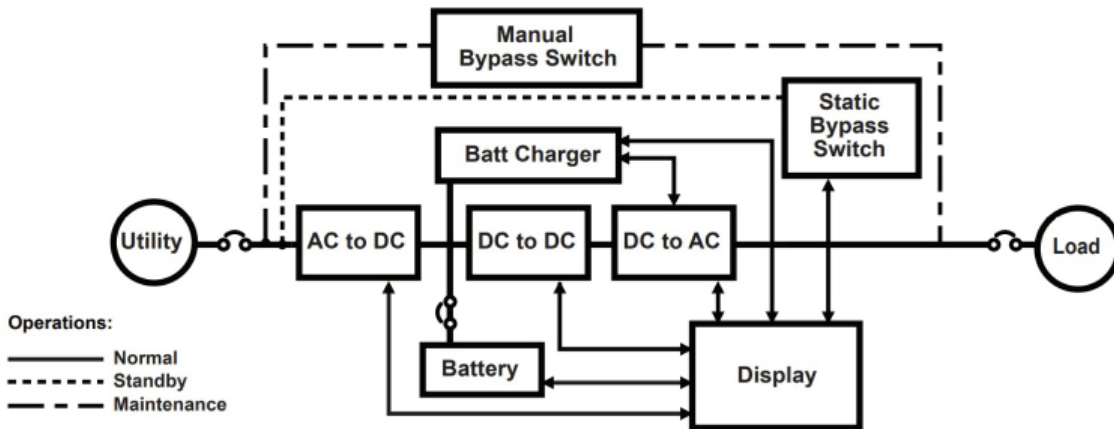 Manual
Bypass Switch
Static
Bypass
Switch
Batt Charger
Utility
AC to DC
DC to DC
DC to AC
Load
Operations:
Normal
Standby
Maintenance
Battery
Display